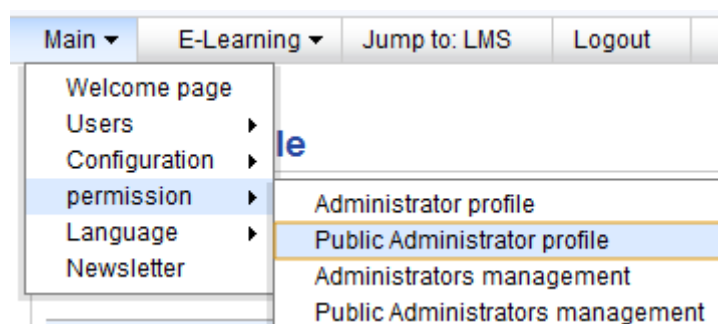 Main E-Learning Jump to: LMS Logout
Welcome page
Users
Configuration
permission
Language
Newsletter
Administrator profile
Public Administrator profile
Administrators management
Public Administrators management